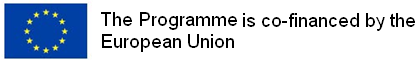 The Programme is co-financed by the
European Union